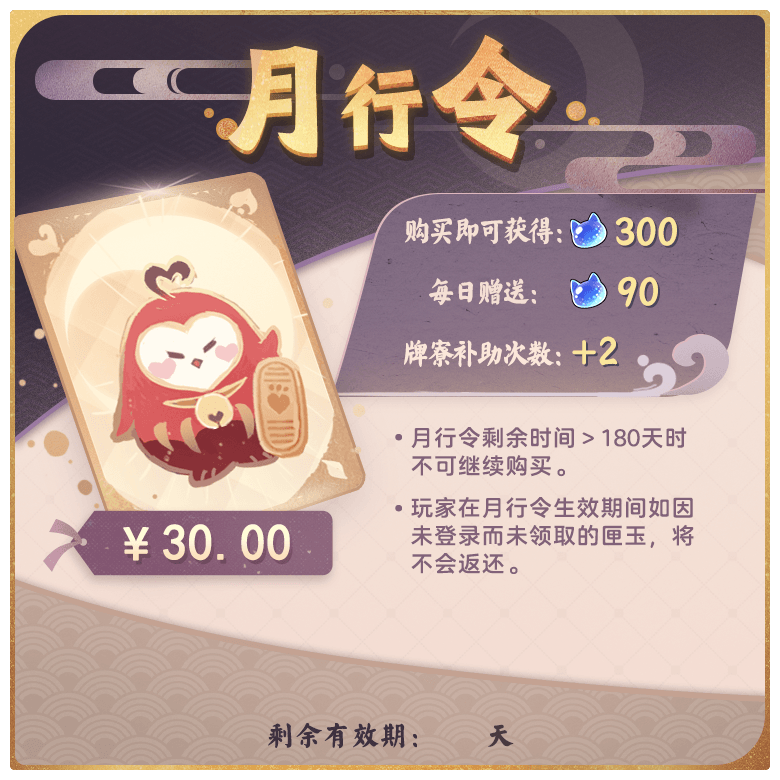 月行令
购买即可获得: 300
每日赠送: 90
牌寮补助次数: +2
• 月行令剩余时间 > 180天时
不可继续购买。
• 玩家在月行令生效期间如因
未登录而未领取的匣玉，将
不会返还。
¥ 30.00
剩余有效期: 天